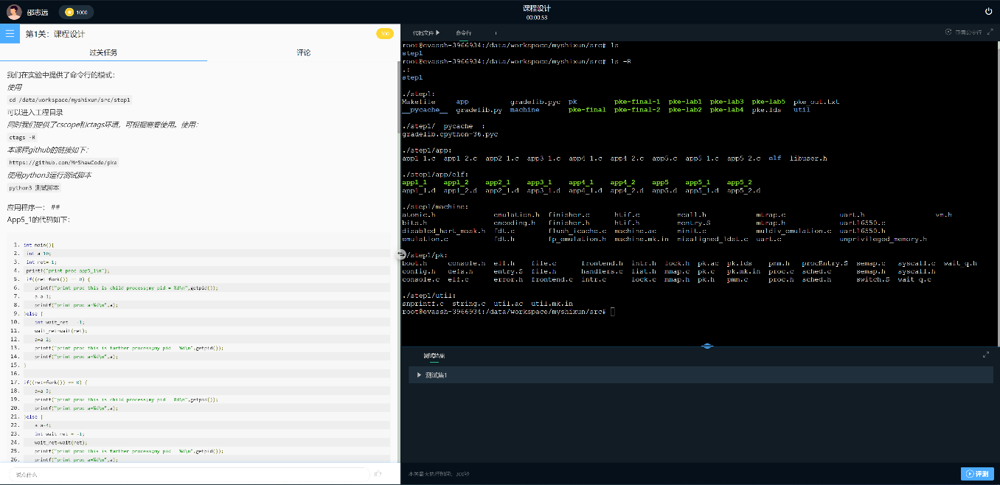 邵志远
1000
课程设计
00:00:53
第1关：课程设计
500
过关任务
评论
我们在实验中提供了命令行的模式：
使用
cd /data/workspace/myshixun/src/step1
可以进入工程目录
同时我们提供了cscope和ctags环境，可根据需要使用。使用：
ctags -R
本课程github的链接如下：
https://github.com/MrShawCode/pke
使用python3运行测试脚本
python3 测试脚本
应用程序一： ##
App5_1的代码如下：
1. int main(){
2. int a=10;
3. int ret=-1;
4. printf("print proc app5_1\n");
5. if((ret=fork()) == 0) {
6. printf("print proc this is child process;my pid = %d\n",getpid());
7. a=a-1;
8. printf("print proc a=%d\n",a);
9. }else {
10. int wait_ret = -1;
11. wait_ret=wait(ret);
12. a=a-2;
13. printf("print proc this is farther process;my pid = %d\n",getpid());
14. printf("print proc a=%d\n",a);
15. }
16.
17. if((ret=fork()) == 0) {
18. a=a-3;
19. printf("print proc this is child process;my pid = %d\n",getpid());
20. printf("print proc a=%d\n",a);
21. }else {
22. a=a-4;
23. int wait_ret = -1;
24. wait_ret=wait(ret);
25. printf("print proc this is farther process;my pid = %d\n",getpid());
26. printf("print proc a=%d\n",a);
说点什么
代码文件
命令行
+
重置命令行
root@evassh-3966934:/data/workspace/myshixun/src# ls
step1
root@evassh-3966934:/data/workspace/myshixun/src# ls -R
.:
step1
./step1:
Makefile app gradelib.pyc pk pke-final-1 pke-lab1 pke-lab3 pke-lab5 pke_out.txt
__pycache__ gradelib.py machine pke-final pke-final-2 pke-lab2 pke-lab4 pke.lds util
./step1/__pycache__:
gradelib.cpython-36.pyc
./step1/app:
app1_1.c app1_2.c app2_1.c app3_1.c app4_1.c app4_2.c app5.c app5_1.c app5_2.c elf libuser.h
./step1/app/elf:
app1_1 app1_2 app2_1 app3_1 app4_1 app4_2 app5 app5_1 app5_2
app1_1.d app1_2.d app2_1.d app3_1.d app4_1.d app4_2.d app5.d app5_1.d app5_2.d
./step1/machine:
atomic.h emulation.h finisher.c htif.c mcall.h mtrap.c uart.h vm.h
bits.h encoding.h finisher.h htif.h mentry.S mtrap.h uart16550.c
disabled_hart_mask.h fdt.c flush_icache.c machine.ac minit.c muldiv_emulation.c uart16550.h
emulation.c fdt.h fp_emulation.h machine.mk.in misaligned_ldst.c uart.c unprivileged_memory.h
./step1/pk:
boot.h console.h elf.h file.c frontend.h intr.h lock.h pk.ac pk.lds pmm.h procEntry.S semap.c syscall.c wait_q.h
config.h defs.h entry.S file.h handlers.c list.h mmap.c pk.c pk.mk.in proc.c sched.c semap.h syscall.h
console.c elf.c error.h frontend.c intr.c lock.c mmap.h pk.h pmm.c proc.h sched.h switch.S wait_q.c
./step1/util:
snprintf.c string.c util.ac util.mk.in
root@evassh-3966934:/data/workspace/myshixun/src#
测试结果
测试集1
本关最大执行时间：300秒
评测